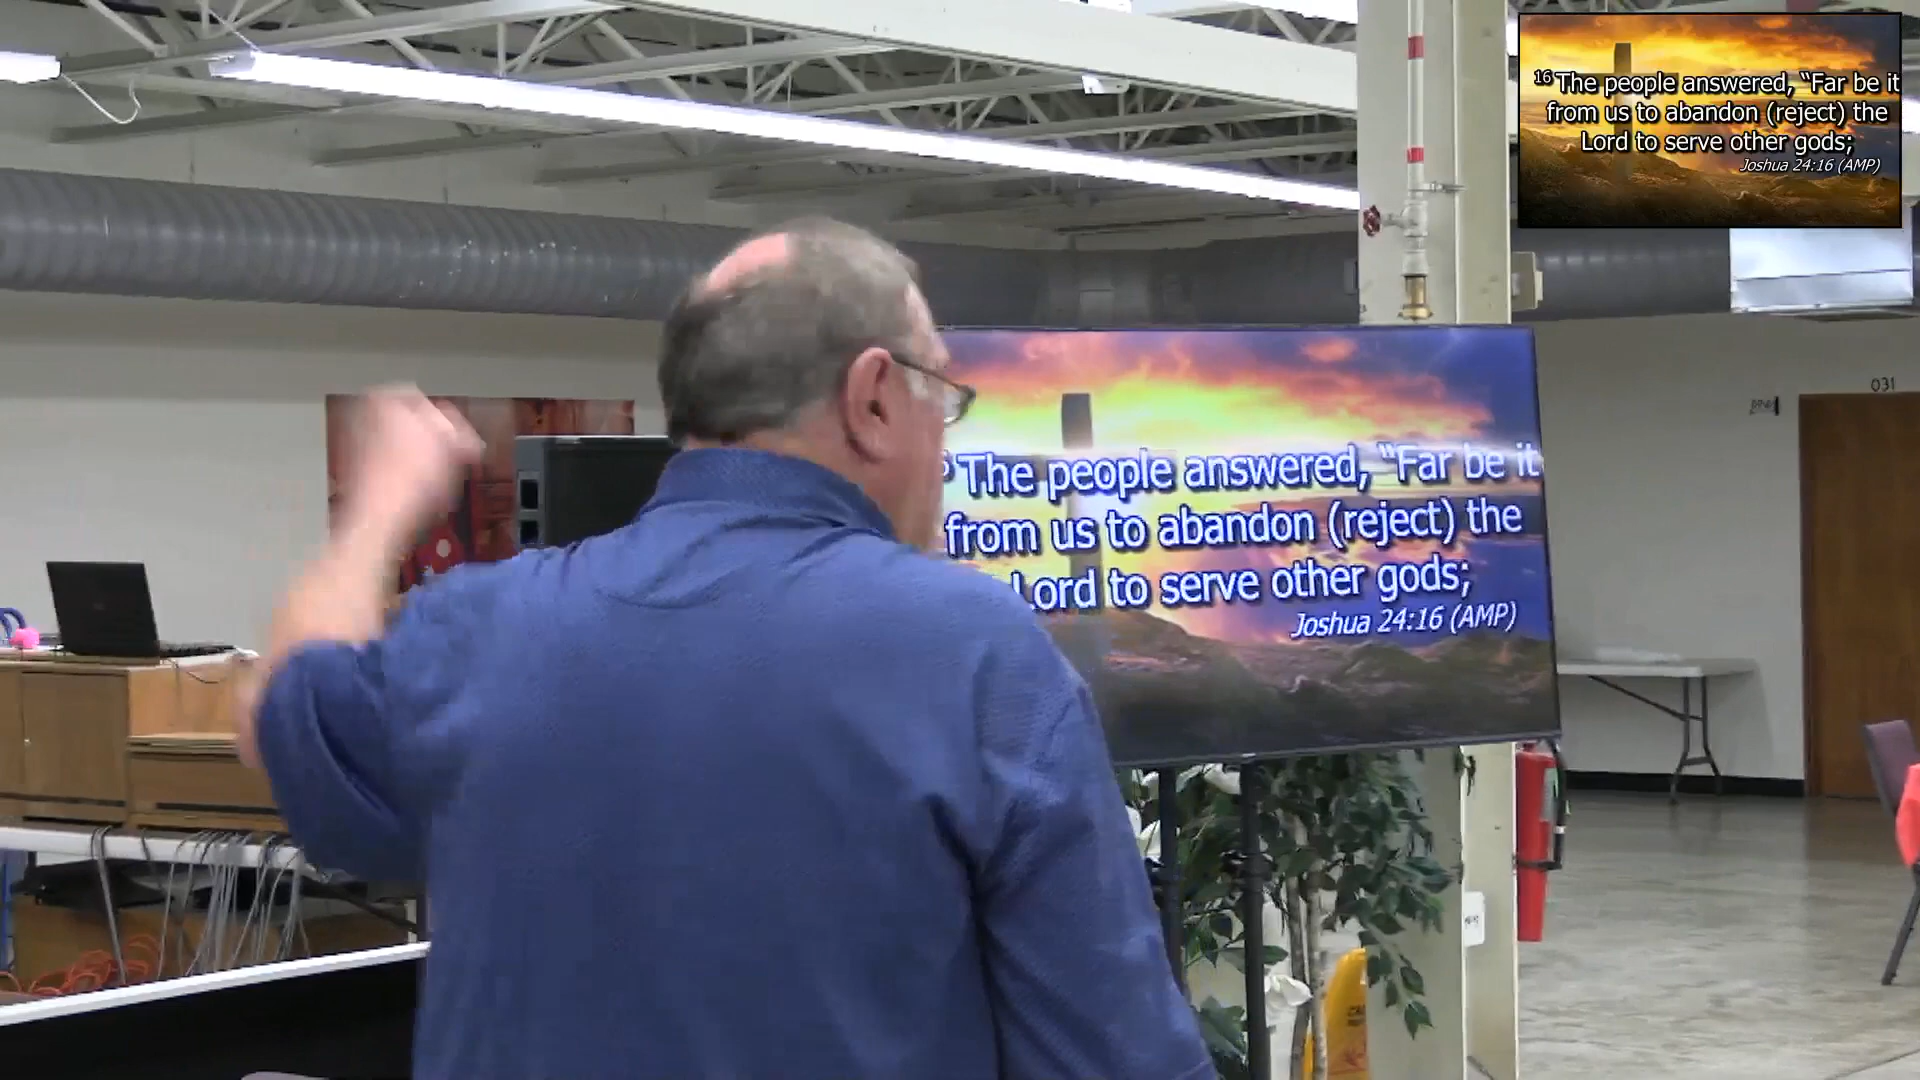 16 The people answered, “Far be it
from us to abandon (reject) the
Lord to serve other gods;
Joshua 24:16 (AMP)
The people answered, “Far be it
from us to abandon (reject) the
Lord to serve other gods;
Joshua 24:16 (AMP)
031